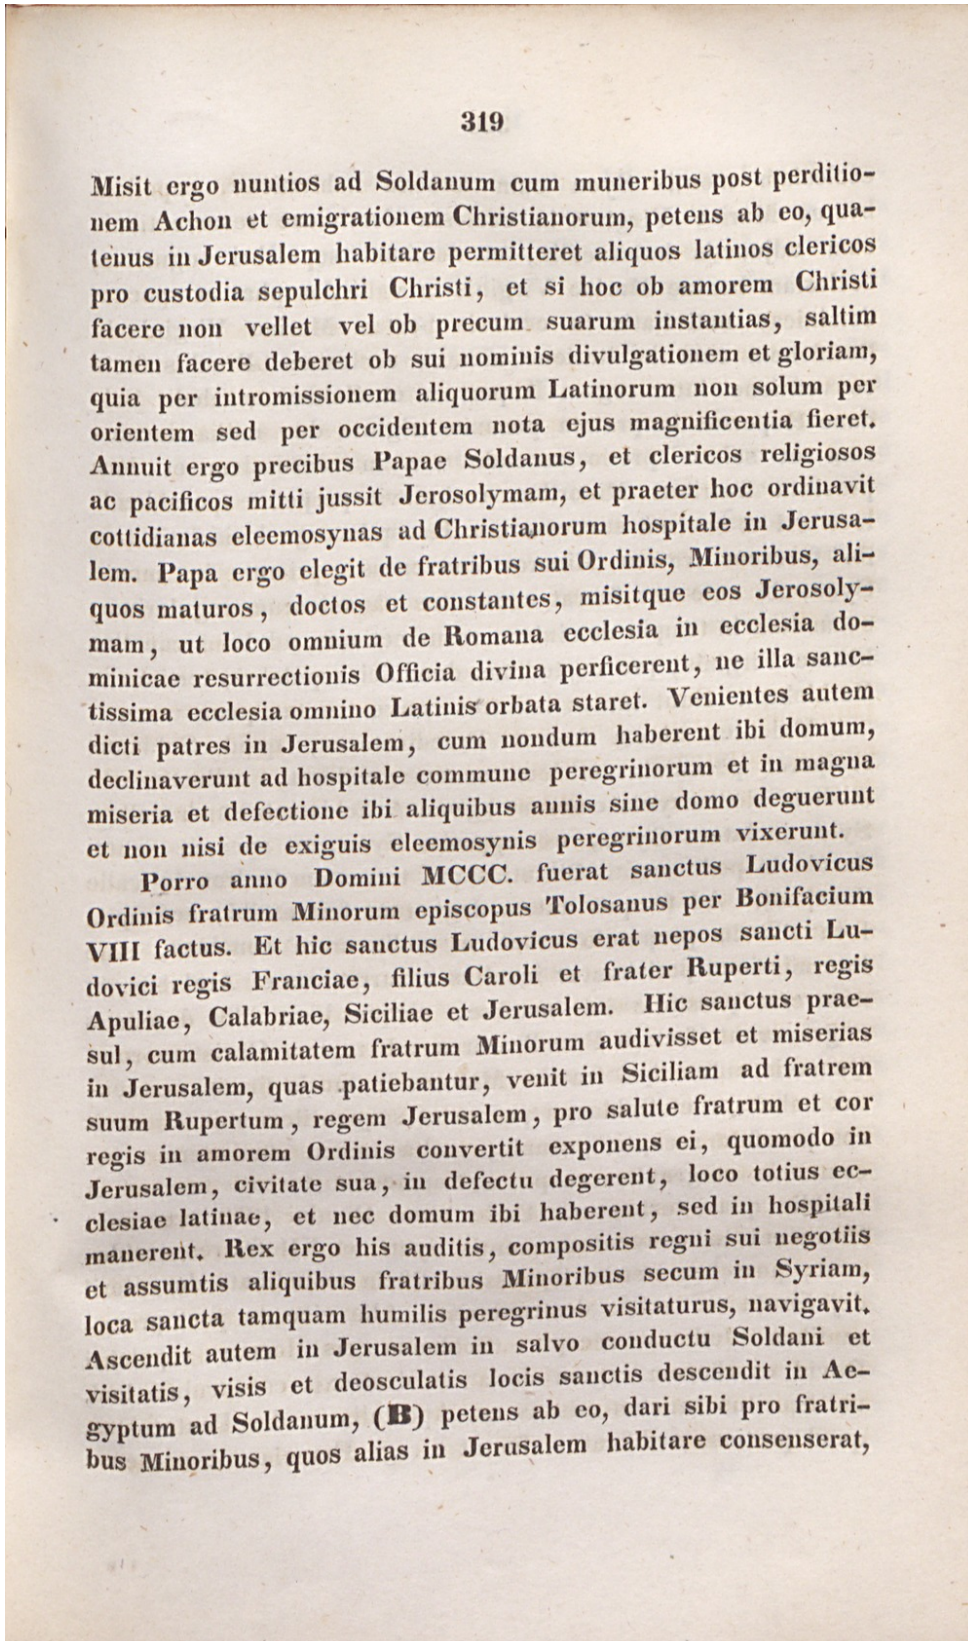 319
Misit ergo nuntios ad Soldanum cum muneribus post perditio-
nem Achon et emigrationem Christianorum, petens ab eo, qua-
tenus in Jerusalem habitare permitteret aliquos latinos clericos
pro custodia sepulchri Christi, et si hoc ob amorem Christi
facere non vellet vel ob precum suarum instantias, saltim
tamen facere deberet ob sui nominis divulgationem et gloriam,
quia per intromissionem aliquorum Latinorum non solum per
orientem sed per occidentem nota ejus magnificentia fieret.
Annuit ergo precibus Papae Soldanus, et clericos religiosos
ac pacificos mitti jussit Jerosolymam, et praeter hoc ordinavit
cottidianas eleemosynas ad Christianorum hospitale in Jerusa-
lem. Papa ergo elegit de fratribus sui Ordinis, Minoribus, ali-
quos maturos, doctos et constantes, misitque eos Jerosoly-
mam, ut loco omnium de Romana ecclesia in ecclesia do-
minicae resurrectionis Officia divina perficerent, ne illa sanc-
tissima ecclesia omnino Latinis orbata staret. Venientes autem
dicti patres in Jerusalem, cum nondum haberent ibi domum,
declinaverunt ad hospitale commune peregrinorum et in magna
miseria et defectione ibi aliquibus annis sine domo deguerunt
et non nisi de exiguis eleemosynis peregrinorum vixerunt.
Porro anno Domini MCCC. fuerat sanctus Ludovicus
Ordinis fratrum Minorum episcopus Tolosanus per Bonifacium
VIII factus. Et hic sanctus Ludovicus erat nepos sancti Lu-
dovici regis Franciae, filius Caroli et frater Ruperti, regis
Apuliae, Calabriae, Siciliae et Jerusalem. Hic sanctus prae-
sul, cum calamitatem fratrum Minorum audivisset et miserias
in Jerusalem, quas patiebantur, venit in Siciliam ad fratrem
suum Rupertum, regem Jerusalem, pro salute fratrum et cor
regis in amorem Ordinis convertit exponens ei, quomodo in
Jerusalem, civitate sua, in defectu degerent, loco totius ec-
clesiae latinae, et nec domum ibi haberent, sed in hospitali
manerent. Rex ergo his auditis, compositis regni sui negotiis
et assumtis aliquibus fratribus Minoribus secum in Syriam,
loca sancta tamquam humilis peregrinus visitaturus, navigavit.
Ascendit autem in Jerusalem in salvo conductu Soldani et
visitatis, visis et deosculatis locis sanctis descendit in Ae-
gyptum ad Soldanum, (B) petens ab eo, dari sibi pro fratri-
bus Minoribus, quos alias in Jerusalem habitare consenserat,